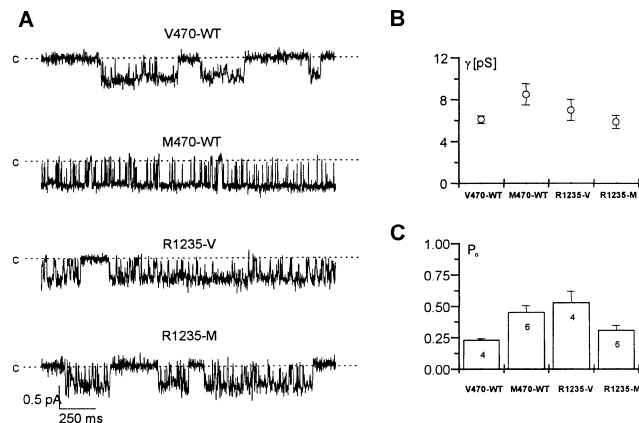 A
V470-WT
c
M470-WT
c
R1235-V
c
R1235-M
c
0.5 pA
250 ms
B
γ [pS]
12
8
4
0
V470-WT M470-WT R1235-V R1235-M
C
Po
1.00
0.75
0.50
0.25
0.00
4 6 4 6
V470-WT M470-WT R1235-V R1235-M